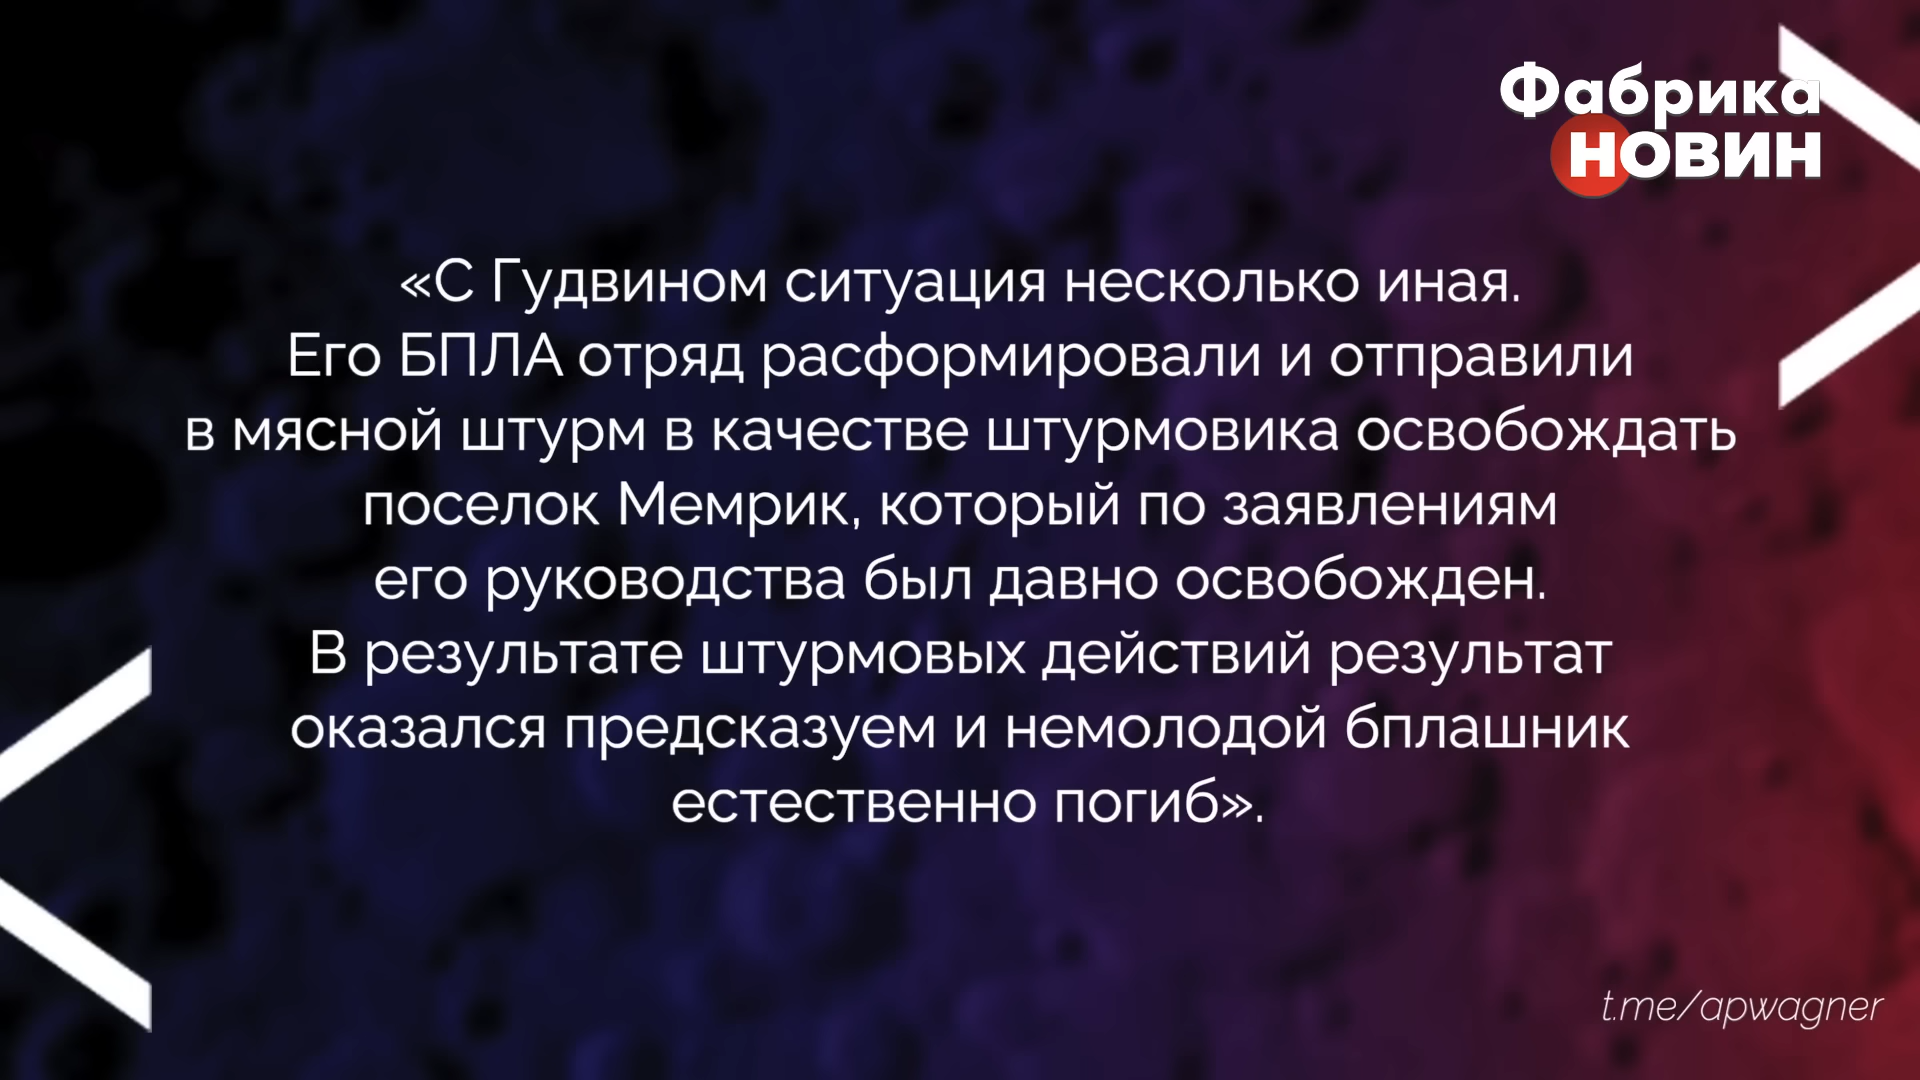 Фабрика
новин
«С Гудвином ситуация несколько иная.
Его БПЛА отряд расформировали и отправили
в мясной штурм в качестве штурмовика освобождать
поселок Мемрик, который по заявлениям
его руководства был давно освобожден.
В результате штурмовых действий результат
оказался предсказуем и немолодой бплашник
естественно погиб».
t.me/apwagner